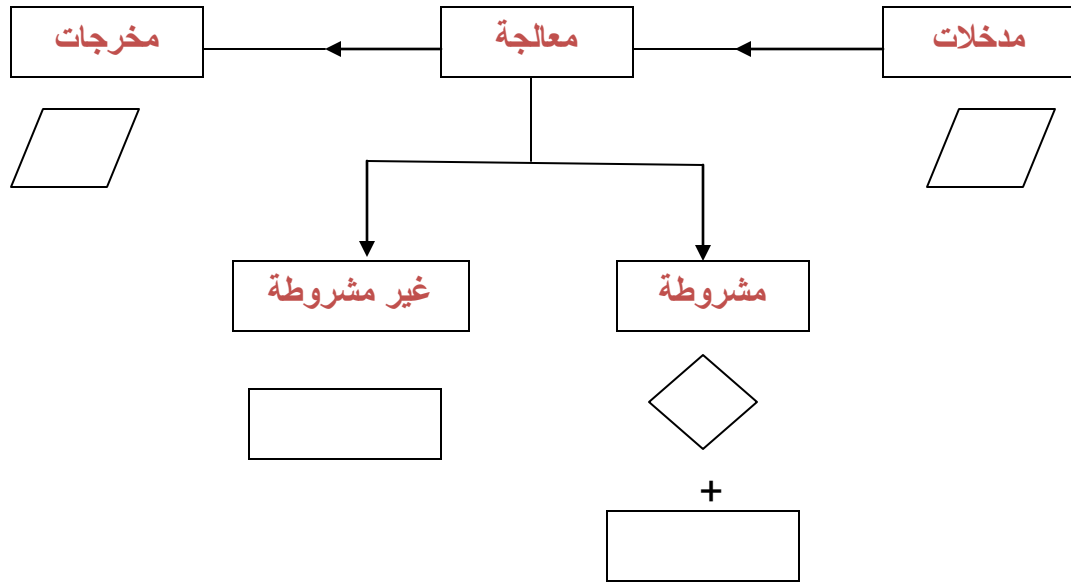 مدخلات
معالجة
مخرجات
مشروطة
غير مشروطة
+